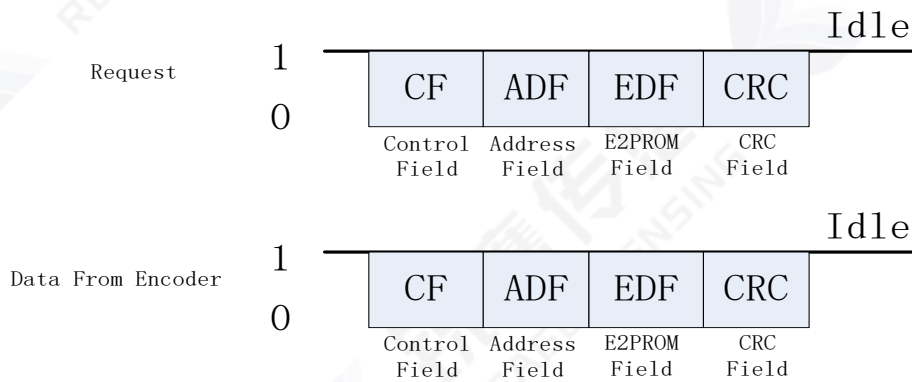 Idle
Request
1
0
CF ADF EDF CRC
Control Field
Address Field
E2PROM Field
CRC Field
Idle
Data From Encoder
1
0
CF ADF EDF CRC
Control Field
Address Field
E2PROM Field
CRC Field